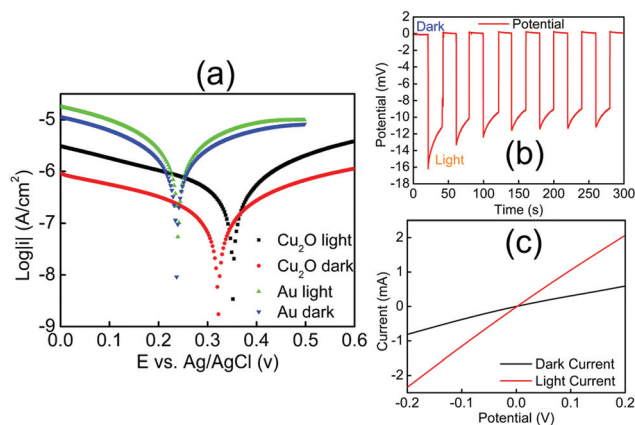 (a)
-5
-6
-7
-8
-9
Log|i| (A/cm²)
0.0 0.1 0.2 0.3 0.4 0.5 0.6
E vs. Ag/AgCl (v)
Cu₂O light
Cu₂O dark
Au light
Au dark
(b)
Dark
Potential
Light
2
0
-2
-4
-6
-8
-10
-12
-14
-16
-18
Potential (mV)
0 50 100 150 200 250 300
Time (s)
(c)
2
1
0
-1
-2
Current (mA)
Dark Current
Light Current
-0.2 -0.1 0.0 0.1 0.2
Potential (V)